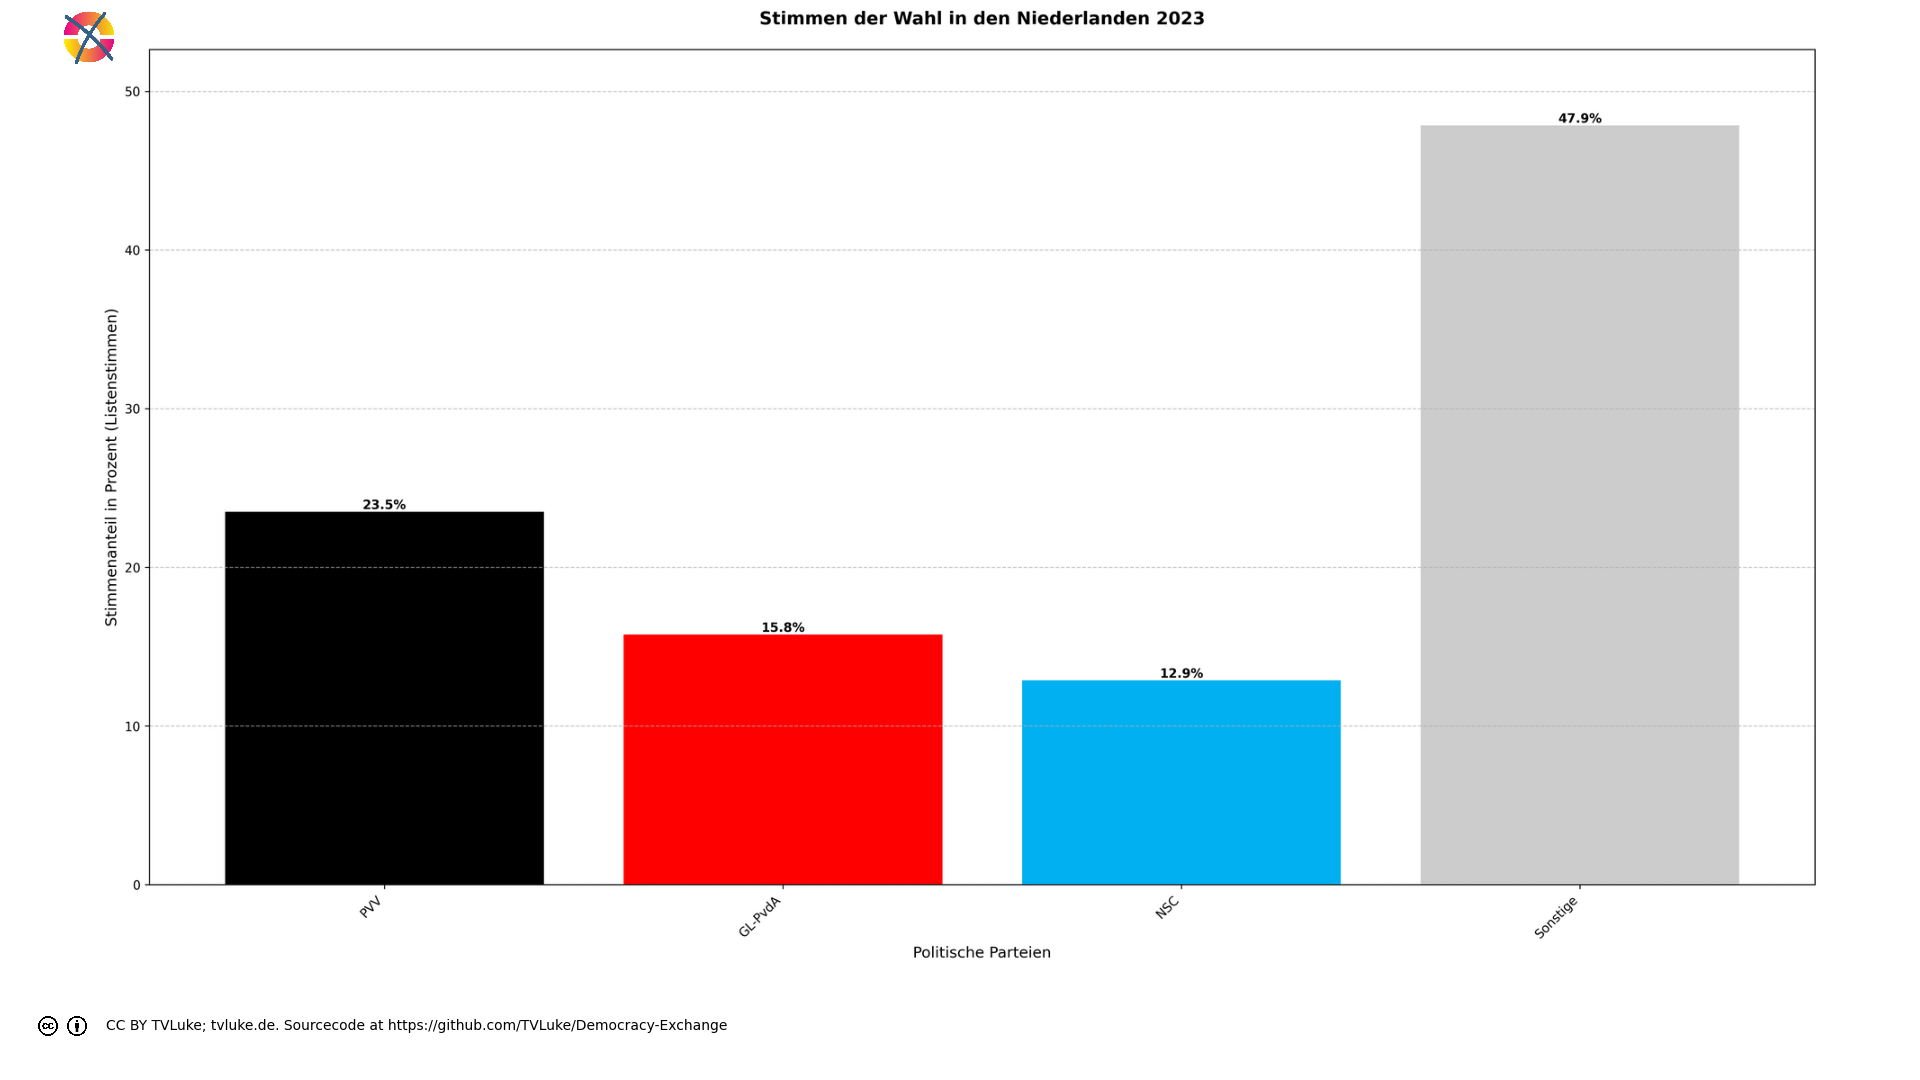 Stimmen der Wahl in den Niederlanden 2023
Stimmenanteil in Prozent (Listenstimmen)
50
40
30
20
10
0
23.5%
15.8%
12.9%
47.9%
PVV
GL-PvdA
NSC
Sonstige
Politische Parteien
cc CC BY TVLuke; tvluke.de. Sourcecode at https://github.com/TVLuke/Democracy-Exchange